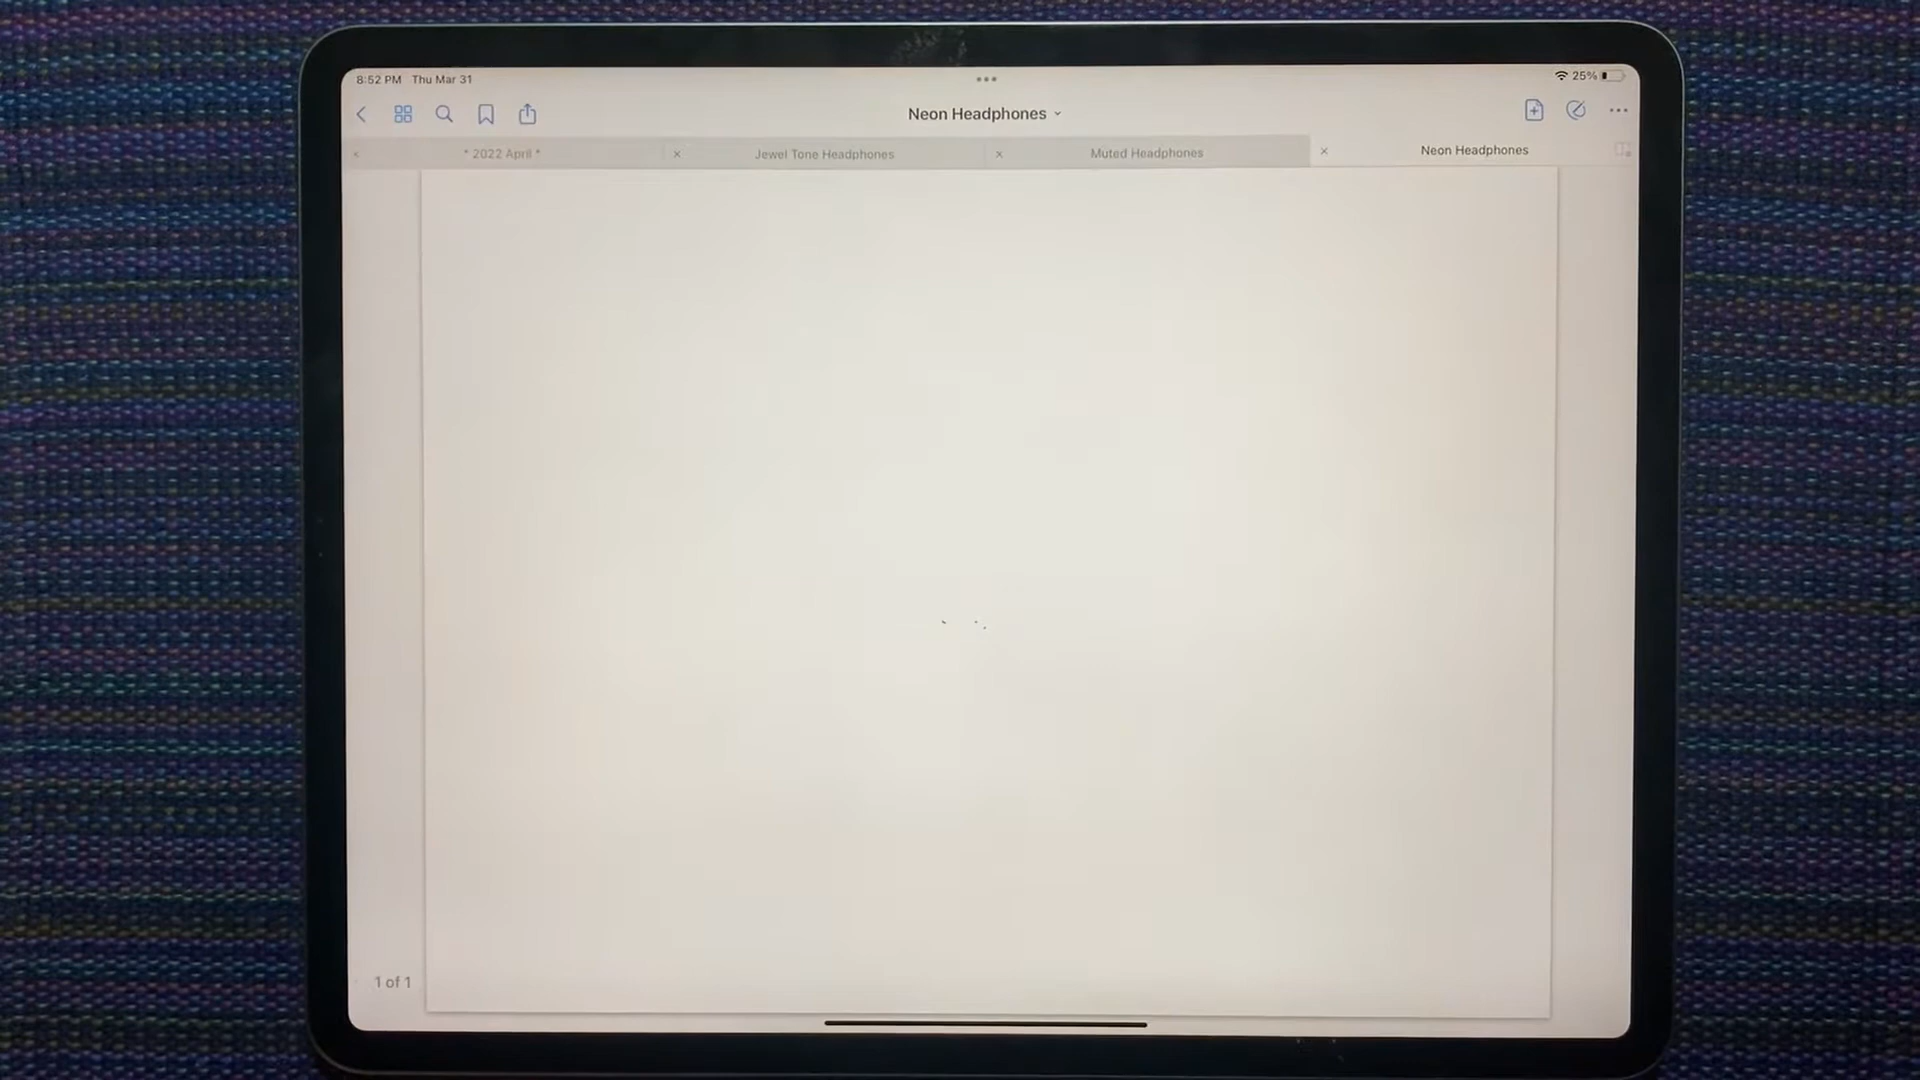 8:52 PM Thu Mar 31
25%
Neon Headphones
* 2022 April *
Jewel Tone Headphones
Muted Headphones
Neon Headphones
1 of 1